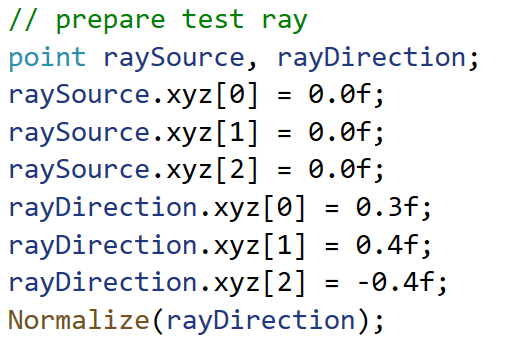 // prepare test ray
point raySource, rayDirection;
raySource.xyz[0] = 0.0f;
raySource.xyz[1] = 0.0f;
raySource.xyz[2] = 0.0f;
rayDirection.xyz[0] = 0.3f;
rayDirection.xyz[1] = 0.4f;
rayDirection.xyz[2] = -0.4f;
Normalize(rayDirection);